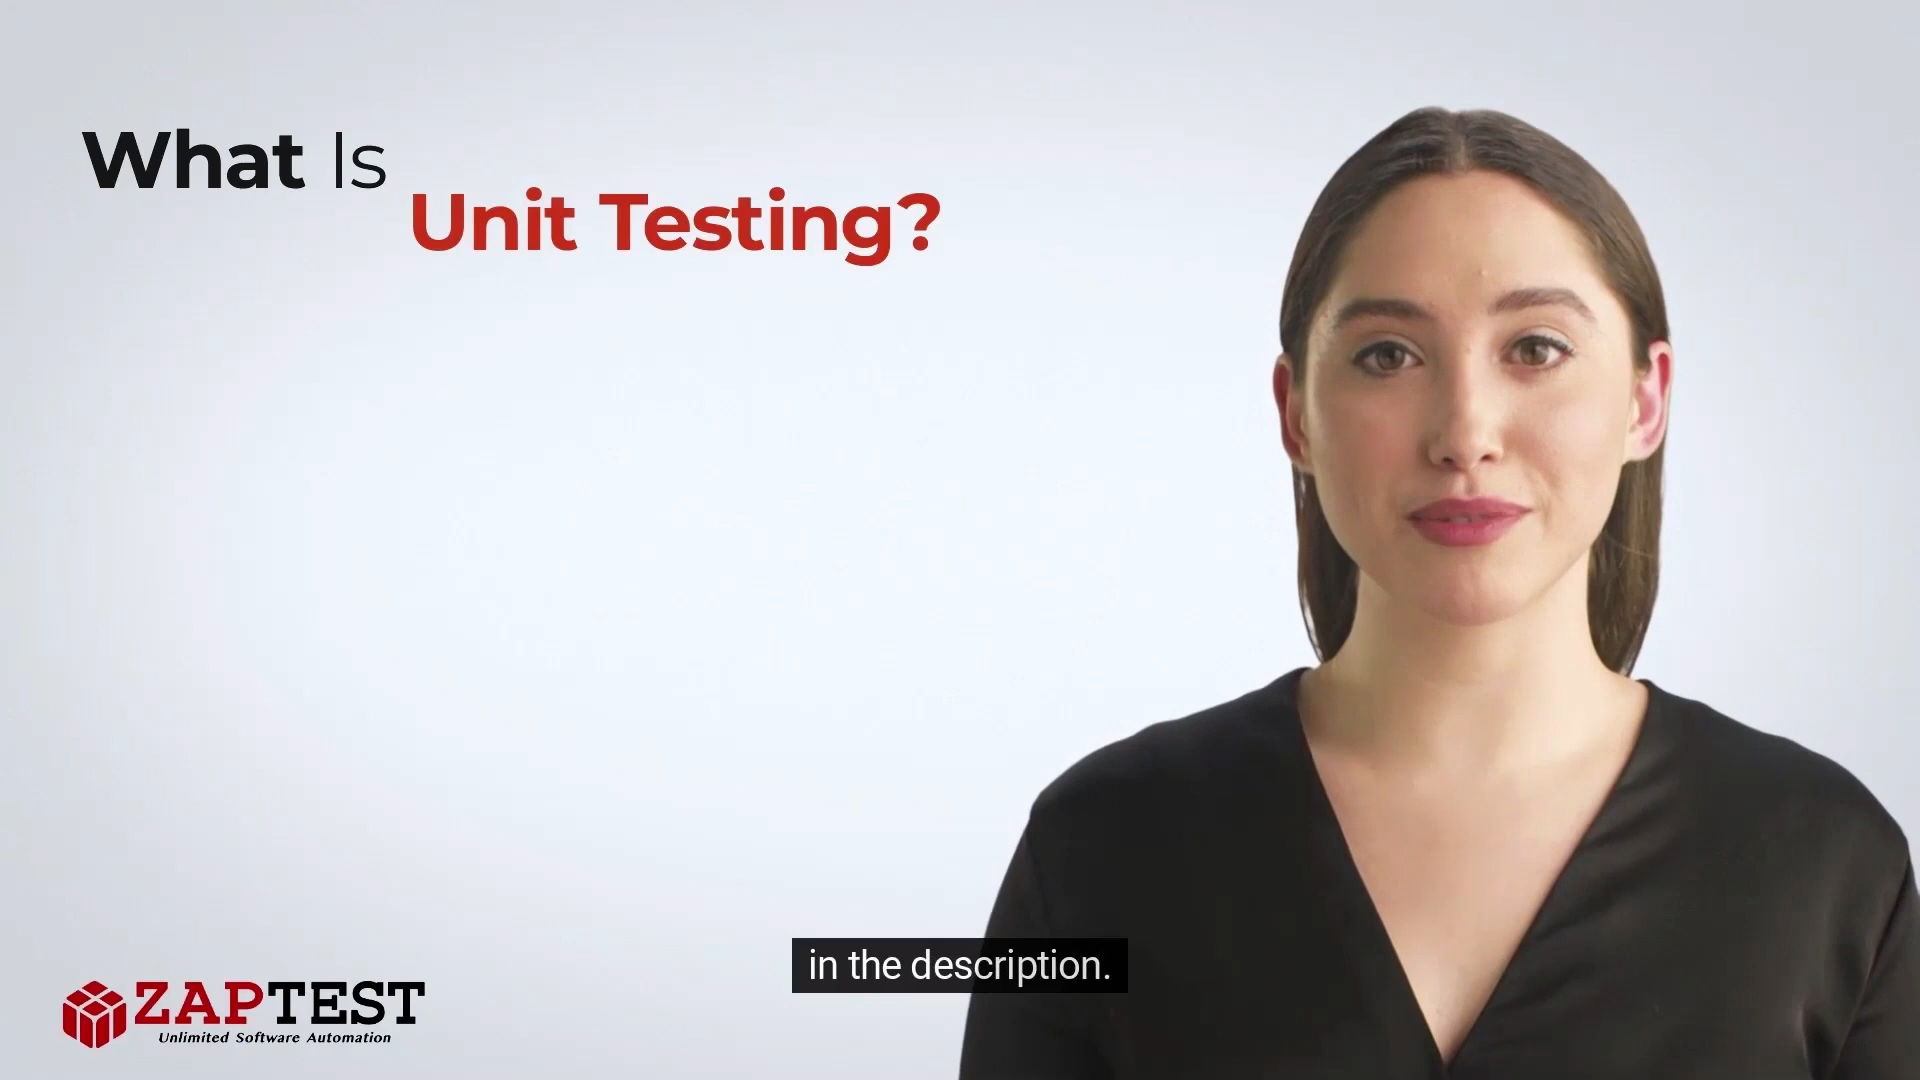 What Is
Unit Testing?
in the description.
ZAPTEST
Unlimited Software Automation